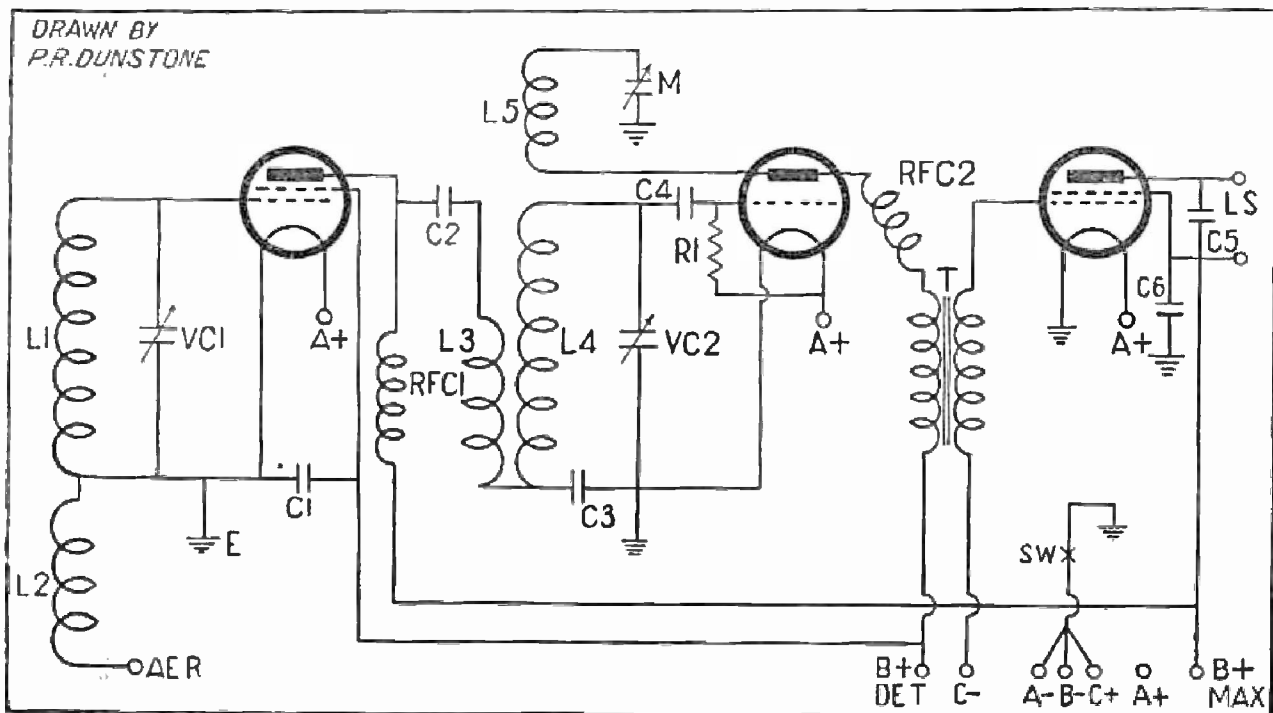 DRAWN BY
P.R.DUNSTONE
L5
M
RFC2
C4
C2
LS
C5
R1
T
C6
L1
VC1
A+
L3
RFC1
L4
VC2
A+
A+
C1
C3
E
SW
L2
AER
B+ DET
C-
A-
B-
C+
A+
B+ MAX